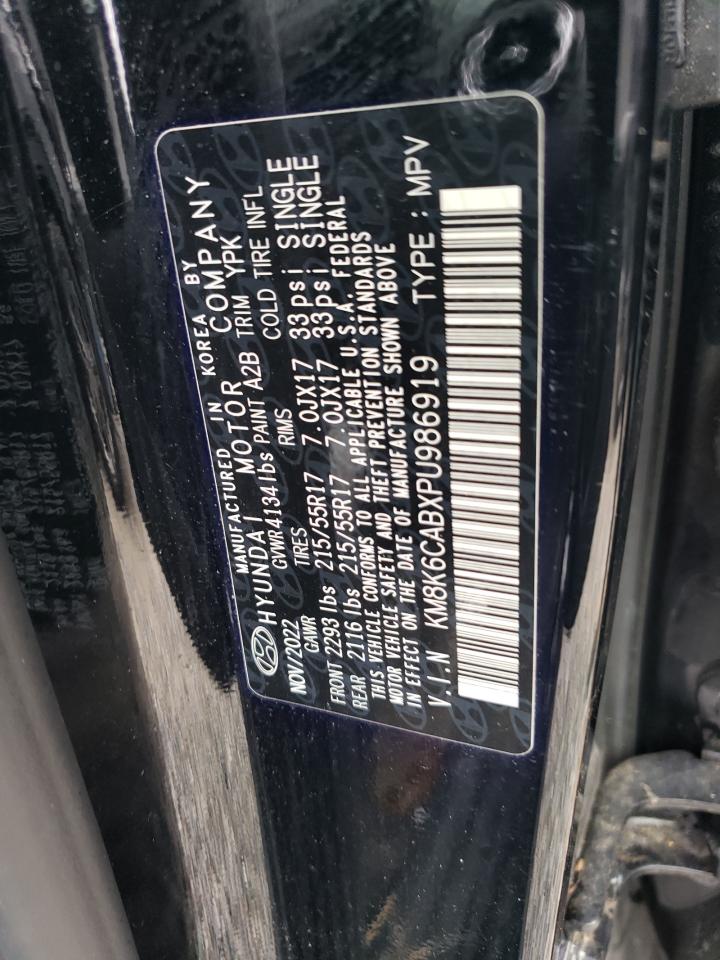 MANUFACTURED IN KOREA BY
HYUNDAI MOTOR COMPANY
NOV/2022 GVWR 4134 lbs PAINT A2B TRIM YPK
GAWR TIRES RIMS COLD TIRE INFL
FRONT 2293 lbs 215/55R17 7.0JX17 33psi SINGLE
REAR 2116 lbs 215/55R17 7.0JX17 33psi SINGLE
THIS VEHICLE CONFORMS TO ALL APPLICABLE U.S.A. FEDERAL
MOTOR VEHICLE SAFETY AND THEFT PREVENTION STANDARDS
IN EFFECT ON THE DATE OF MANUFACTURE SHOWN ABOVE
V.I.N KM8K6CABXPU986919 TYPE : MPV